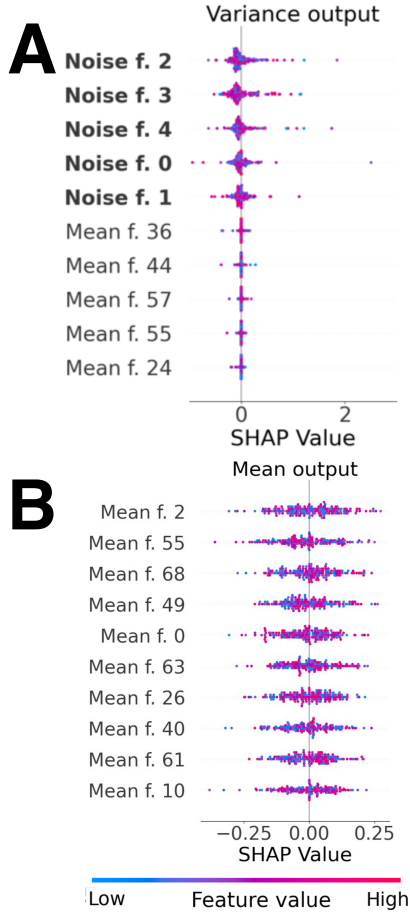 A
Variance output
Noise f. 2
Noise f. 3
Noise f. 4
Noise f. 0
Noise f. 1
Mean f. 36
Mean f. 44
Mean f. 57
Mean f. 55
Mean f. 24
0 2
SHAP Value
B
Mean output
Mean f. 2
Mean f. 55
Mean f. 68
Mean f. 49
Mean f. 0
Mean f. 63
Mean f. 26
Mean f. 40
Mean f. 61
Mean f. 10
−0.25 0.00 0.25
SHAP Value
Low Feature value High